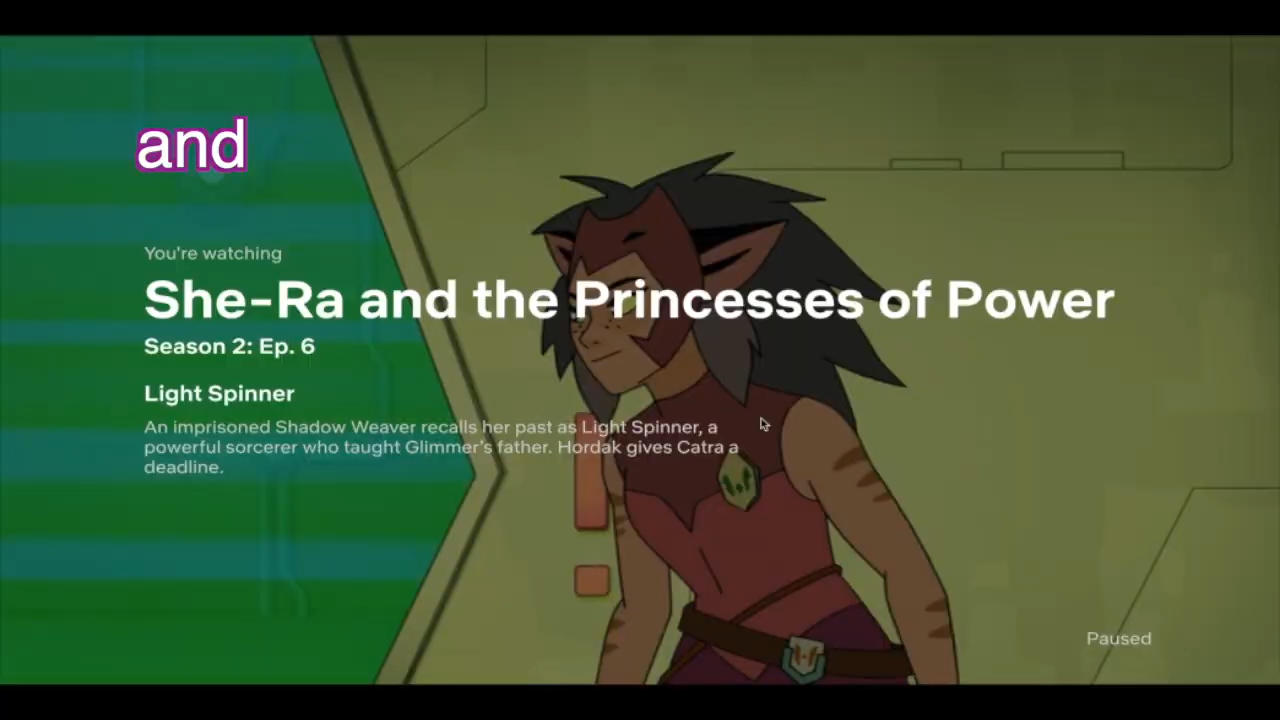 and
You're watching
She-Ra and the Princesses of Power
Season 2: Ep. 6
Light Spinner
An imprisoned Shadow Weaver recalls her past as Light Spinner, a
powerful sorcerer who taught Glimmer's father. Hordak gives Catra a
deadline.
Paused